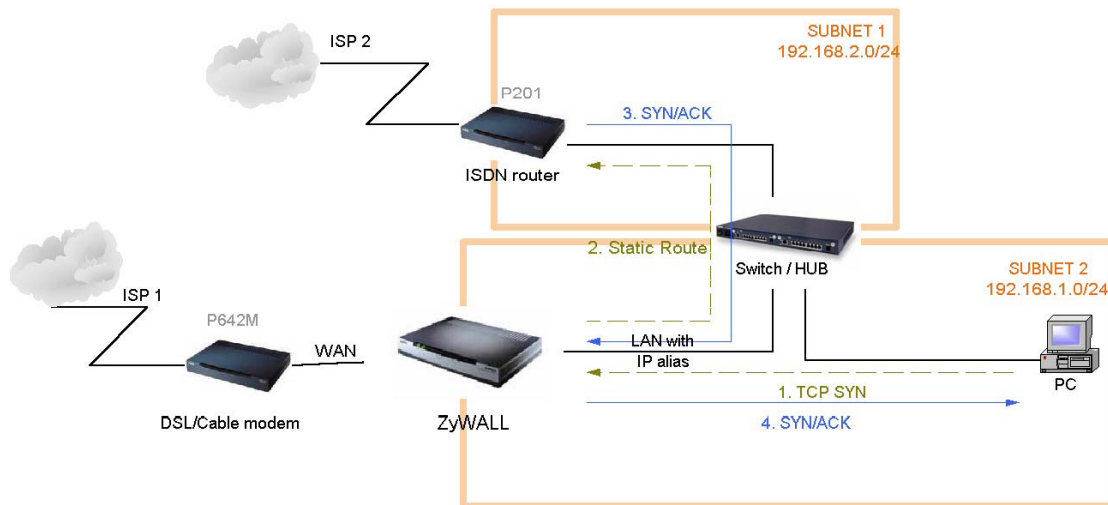 ISP 2
SUBNET 1
192.168.2.0/24
P201
3. SYN/ACK
ISDN router
2. Static Route
Switch / HUB
SUBNET 2
192.168.1.0/24
ISP 1
P642M
WAN
LAN with
IP alias
PC
1. TCP SYN
DSL/Cable modem
ZyWALL
4. SYN/ACK